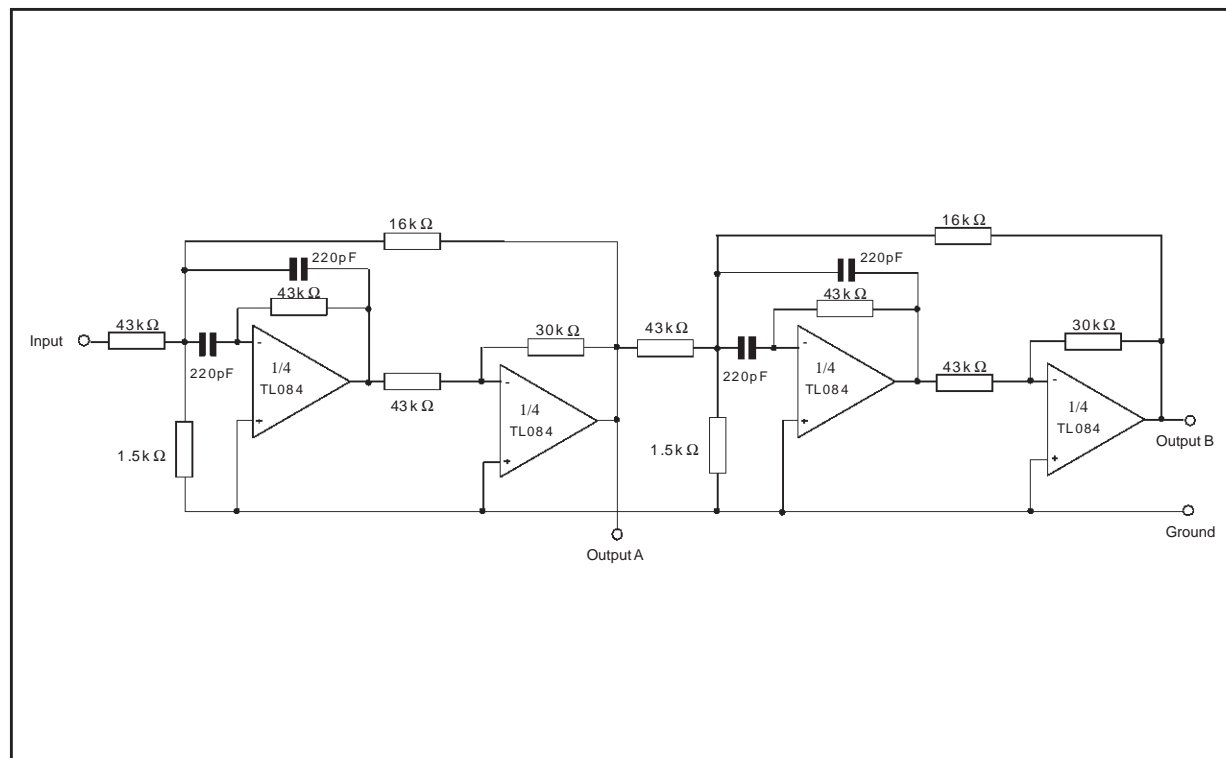 16kΩ
16kΩ
220pF
220pF
43kΩ
43kΩ
Input
43kΩ
30kΩ
43kΩ
30kΩ
-
-
-
-
220pF
1/4
TL084
220pF
1/4
TL084
43kΩ
43kΩ
1/4
TL084
1/4
TL084
+
+
+
+
1.5kΩ
1.5kΩ
Output B
Ground
Output A